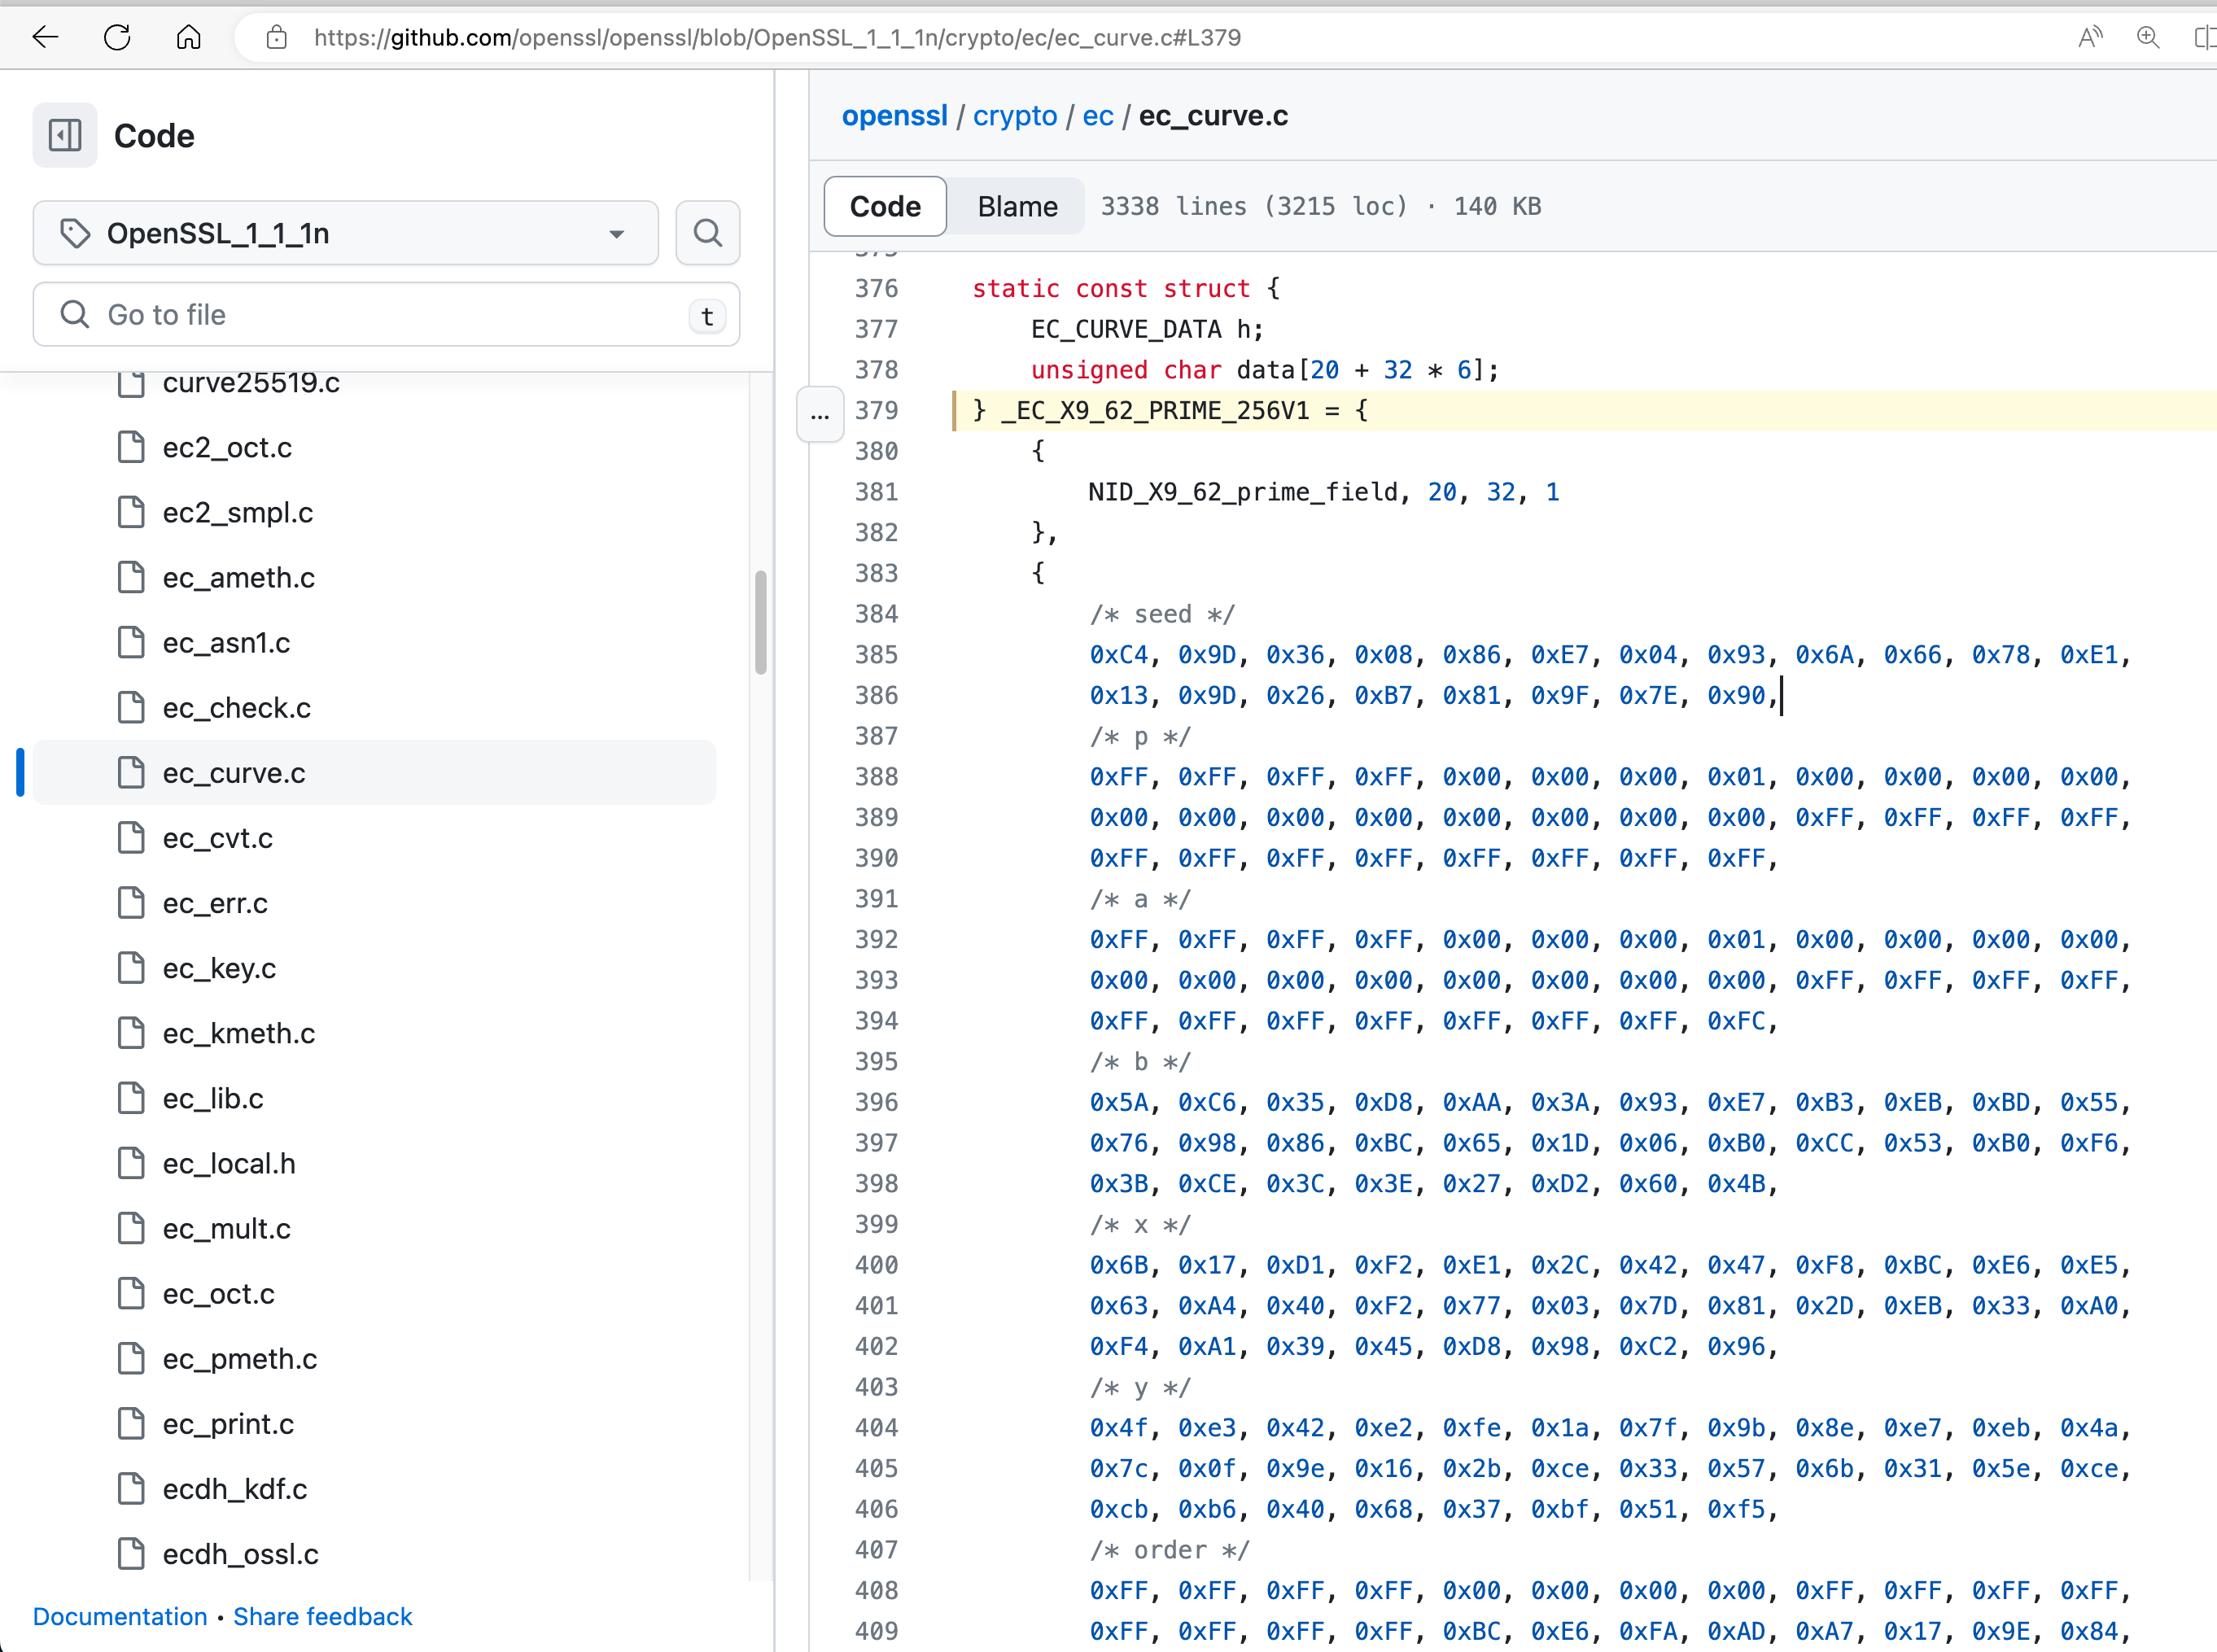 https://github.com/openssl/openssl/blob/OpenSSL_1_1_1n/crypto/ec/ec_curve.c#L379
Code
OpenSSL_1_1_1n
Go to file
t
curve25519.c
ec2_oct.c
ec2_smpl.c
ec_ameth.c
ec_asn1.c
ec_check.c
ec_curve.c
ec_cvt.c
ec_err.c
ec_key.c
ec_kmeth.c
ec_lib.c
ec_local.h
ec_mult.c
ec_oct.c
ec_pmeth.c
ec_print.c
ecdh_kdf.c
ecdh_ossl.c
Documentation • Share feedback
openssl / crypto / ec / ec_curve.c
Code Blame 3338 lines (3215 loc) · 140 KB
375
376 static const struct {
377 EC_CURVE_DATA h;
378 unsigned char data[20 + 32 * 6];
... 379 } _EC_X9_62_PRIME_256V1 = {
380 {
381 NID_X9_62_prime_field, 20, 32, 1
382 },
383 {
384 /* seed */
385 0xC4, 0x9D, 0x36, 0x08, 0x86, 0xE7, 0x04, 0x93, 0x6A, 0x66, 0x78, 0xE1,
386 0x13, 0x9D, 0x26, 0xB7, 0x81, 0x9F, 0x7E, 0x90,
387 /* p */
388 0xFF, 0xFF, 0xFF, 0xFF, 0x00, 0x00, 0x00, 0x01, 0x00, 0x00, 0x00, 0x00,
389 0x00, 0x00, 0x00, 0x00, 0x00, 0x00, 0x00, 0x00, 0xFF, 0xFF, 0xFF, 0xFF,
390 0xFF, 0xFF, 0xFF, 0xFF, 0xFF, 0xFF, 0xFF, 0xFF,
391 /* a */
392 0xFF, 0xFF, 0xFF, 0xFF, 0x00, 0x00, 0x00, 0x01, 0x00, 0x00, 0x00, 0x00,
393 0x00, 0x00, 0x00, 0x00, 0x00, 0x00, 0x00, 0x00, 0xFF, 0xFF, 0xFF, 0xFF,
394 0xFF, 0xFF, 0xFF, 0xFF, 0xFF, 0xFF, 0xFF, 0xFC,
395 /* b */
396 0x5A, 0xC6, 0x35, 0xD8, 0xAA, 0x3A, 0x93, 0xE7, 0xB3, 0xEB, 0xBD, 0x55,
397 0x76, 0x98, 0x86, 0xBC, 0x65, 0x1D, 0x06, 0xB0, 0xCC, 0x53, 0xB0, 0xF6,
398 0x3B, 0xCE, 0x3C, 0x3E, 0x27, 0xD2, 0x60, 0x4B,
399 /* x */
400 0x6B, 0x17, 0xD1, 0xF2, 0xE1, 0x2C, 0x42, 0x47, 0xF8, 0xBC, 0xE6, 0xE5,
401 0x63, 0xA4, 0x40, 0xF2, 0x77, 0x03, 0x7D, 0x81, 0x2D, 0xEB, 0x33, 0xA0,
402 0xF4, 0xA1, 0x39, 0x45, 0xD8, 0x98, 0xC2, 0x96,
403 /* y */
404 0x4f, 0xe3, 0x42, 0xe2, 0xfe, 0x1a, 0x7f, 0x9b, 0x8e, 0xe7, 0xeb, 0x4a,
405 0x7c, 0x0f, 0x9e, 0x16, 0x2b, 0xce, 0x33, 0x57, 0x6b, 0x31, 0x5e, 0xce,
406 0xcb, 0xb6, 0x40, 0x68, 0x37, 0xbf, 0x51, 0xf5,
407 /* order */
408 0xFF, 0xFF, 0xFF, 0xFF, 0x00, 0x00, 0x00, 0x00, 0xFF, 0xFF, 0xFF, 0xFF,
409 0xFF, 0xFF, 0xFF, 0xFF, 0xBC, 0xE6, 0xFA, 0xAD, 0xA7, 0x17, 0x9E, 0x84,